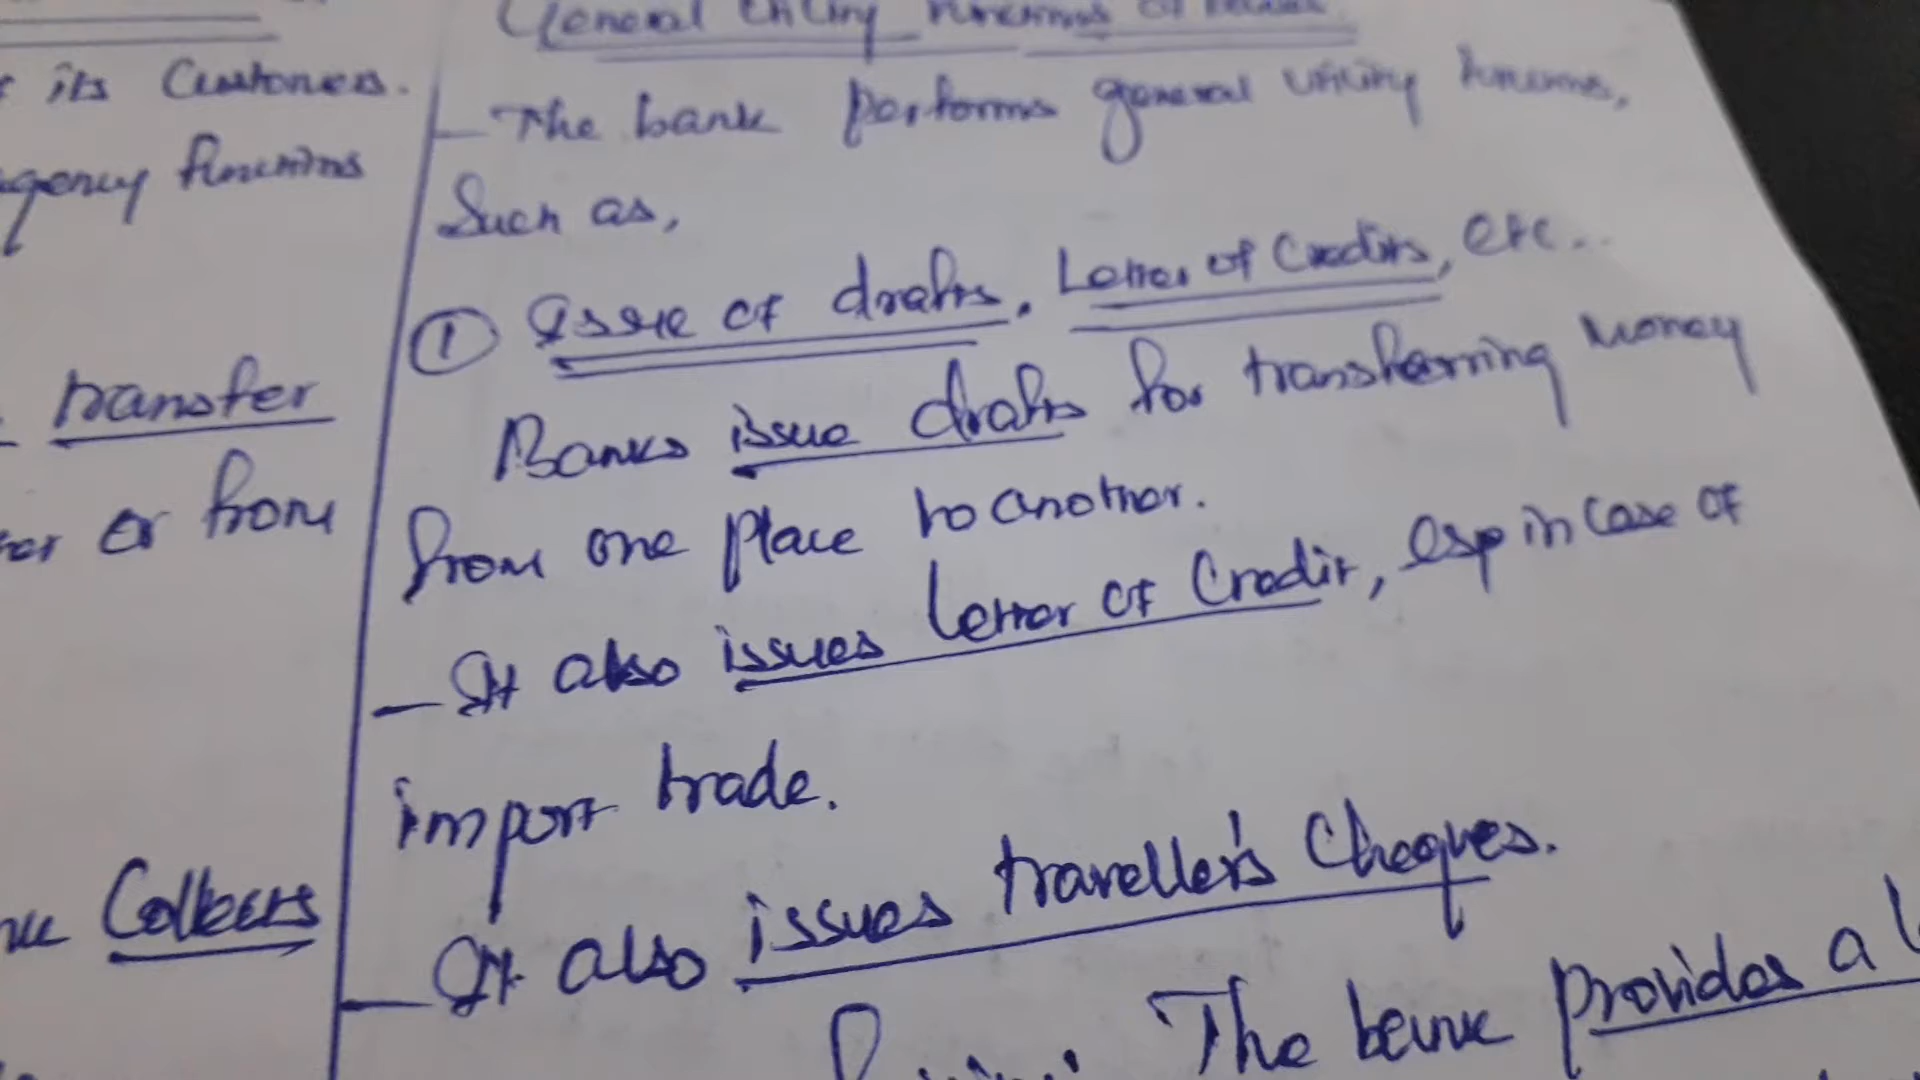 its Customers.
agency functions
transfer
or from
Collects
General Utility Functions of
- The bank performs general utility functions,
Such as,
① Issue of drafts, Letter of Credits, etc..
Banks issue drafts for transferring money
from one place to another.
- It also issues letter of Credit, esp in case of
import trade.
- It also issues traveller's Cheques.
The bank provides a